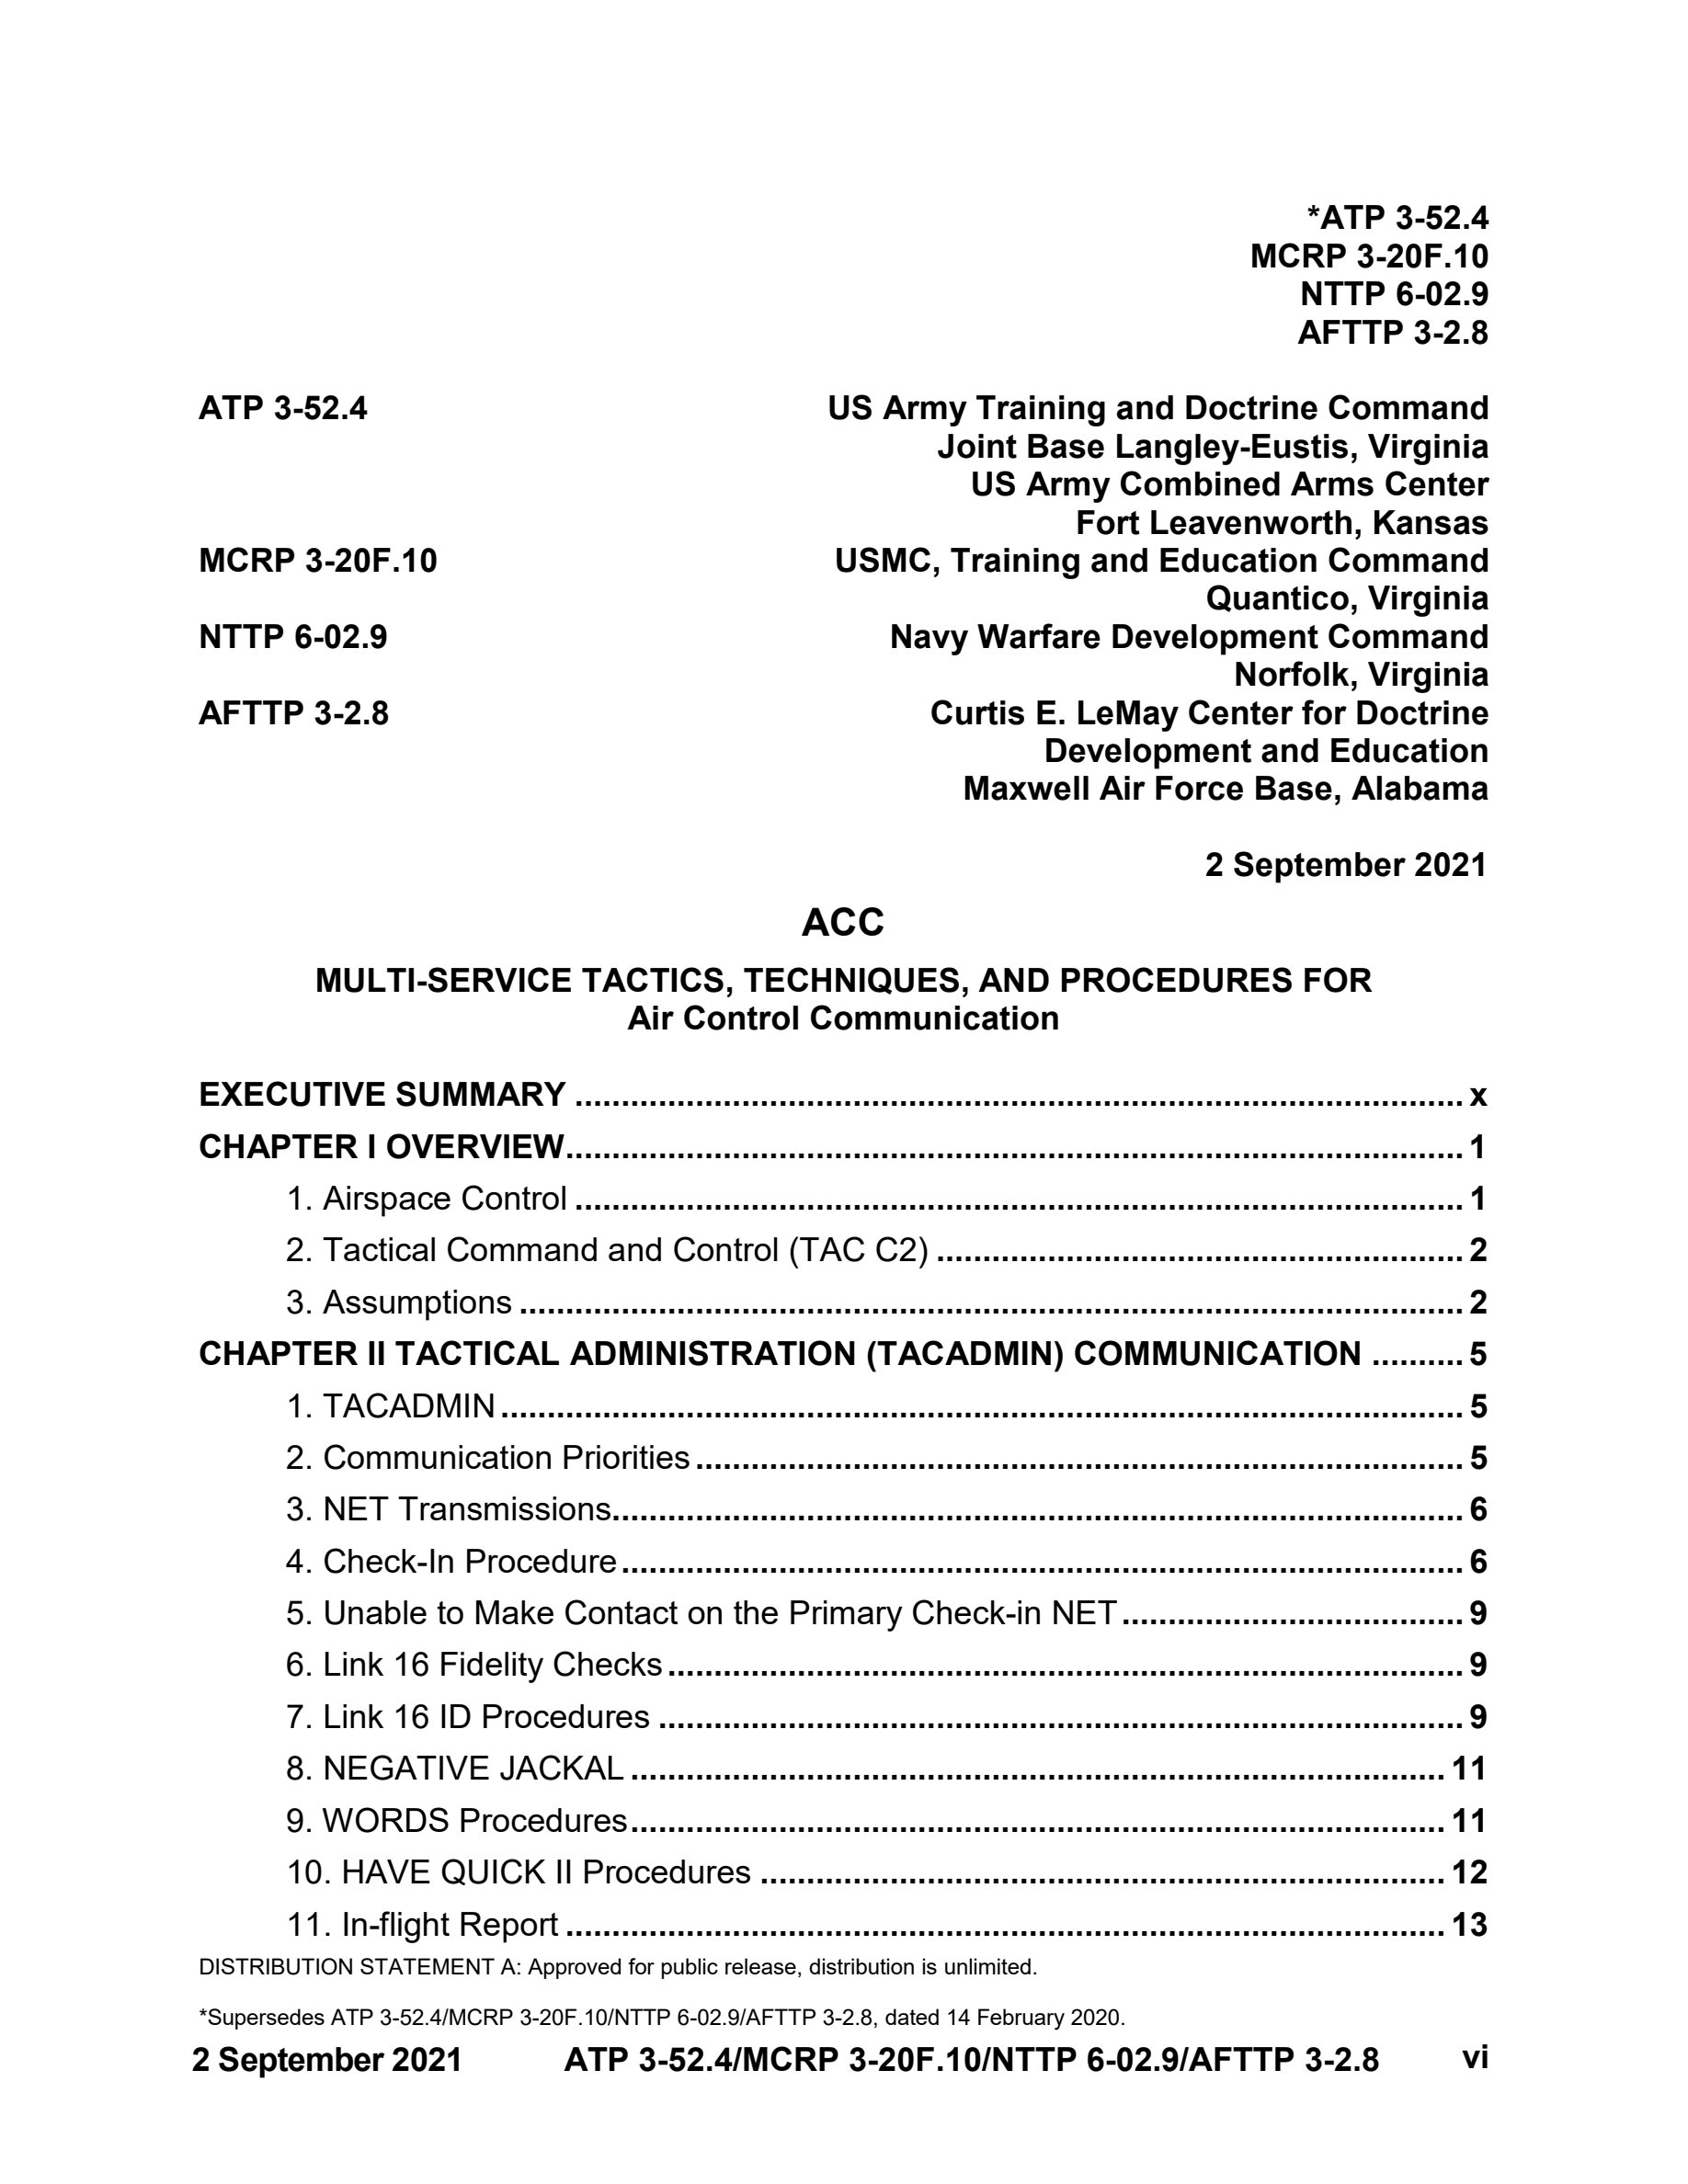 *ATP 3-52.4
MCRP 3-20F.10
NTTP 6-02.9
AFTTP 3-2.8
ATP 3-52.4 US Army Training and Doctrine Command
Joint Base Langley-Eustis, Virginia
US Army Combined Arms Center
Fort Leavenworth, Kansas
MCRP 3-20F.10 USMC, Training and Education Command
Quantico, Virginia
NTTP 6-02.9 Navy Warfare Development Command
Norfolk, Virginia
AFTTP 3-2.8 Curtis E. LeMay Center for Doctrine
Development and Education
Maxwell Air Force Base, Alabama
2 September 2021
ACC
MULTI-SERVICE TACTICS, TECHNIQUES, AND PROCEDURES FOR
Air Control Communication
EXECUTIVE SUMMARY ........ x
CHAPTER I OVERVIEW ........ 1
1. Airspace Control ........ 1
2. Tactical Command and Control (TAC C2) ........ 2
3. Assumptions ........ 2
CHAPTER II TACTICAL ADMINISTRATION (TACADMIN) COMMUNICATION .......... 5
1. TACADMIN ........ 5
2. Communication Priorities ........ 5
3. NET Transmissions ........ 6
4. Check-In Procedure ........ 6
5. Unable to Make Contact on the Primary Check-in NET ........ 9
6. Link 16 Fidelity Checks ........ 9
7. Link 16 ID Procedures ........ 9
8. NEGATIVE JACKAL ........ 11
9. WORDS Procedures ........ 11
10. HAVE QUICK II Procedures ........ 12
11. In-flight Report ........ 13
DISTRIBUTION STATEMENT A: Approved for public release, distribution is unlimited.
*Supersedes ATP 3-52.4/MCRP 3-20F.10/NTTP 6-02.9/AFTTP 3-2.8, dated 14 February 2020.
2 September 2021 ATP 3-52.4/MCRP 3-20F.10/NTTP 6-02.9/AFTTP 3-2.8 vi